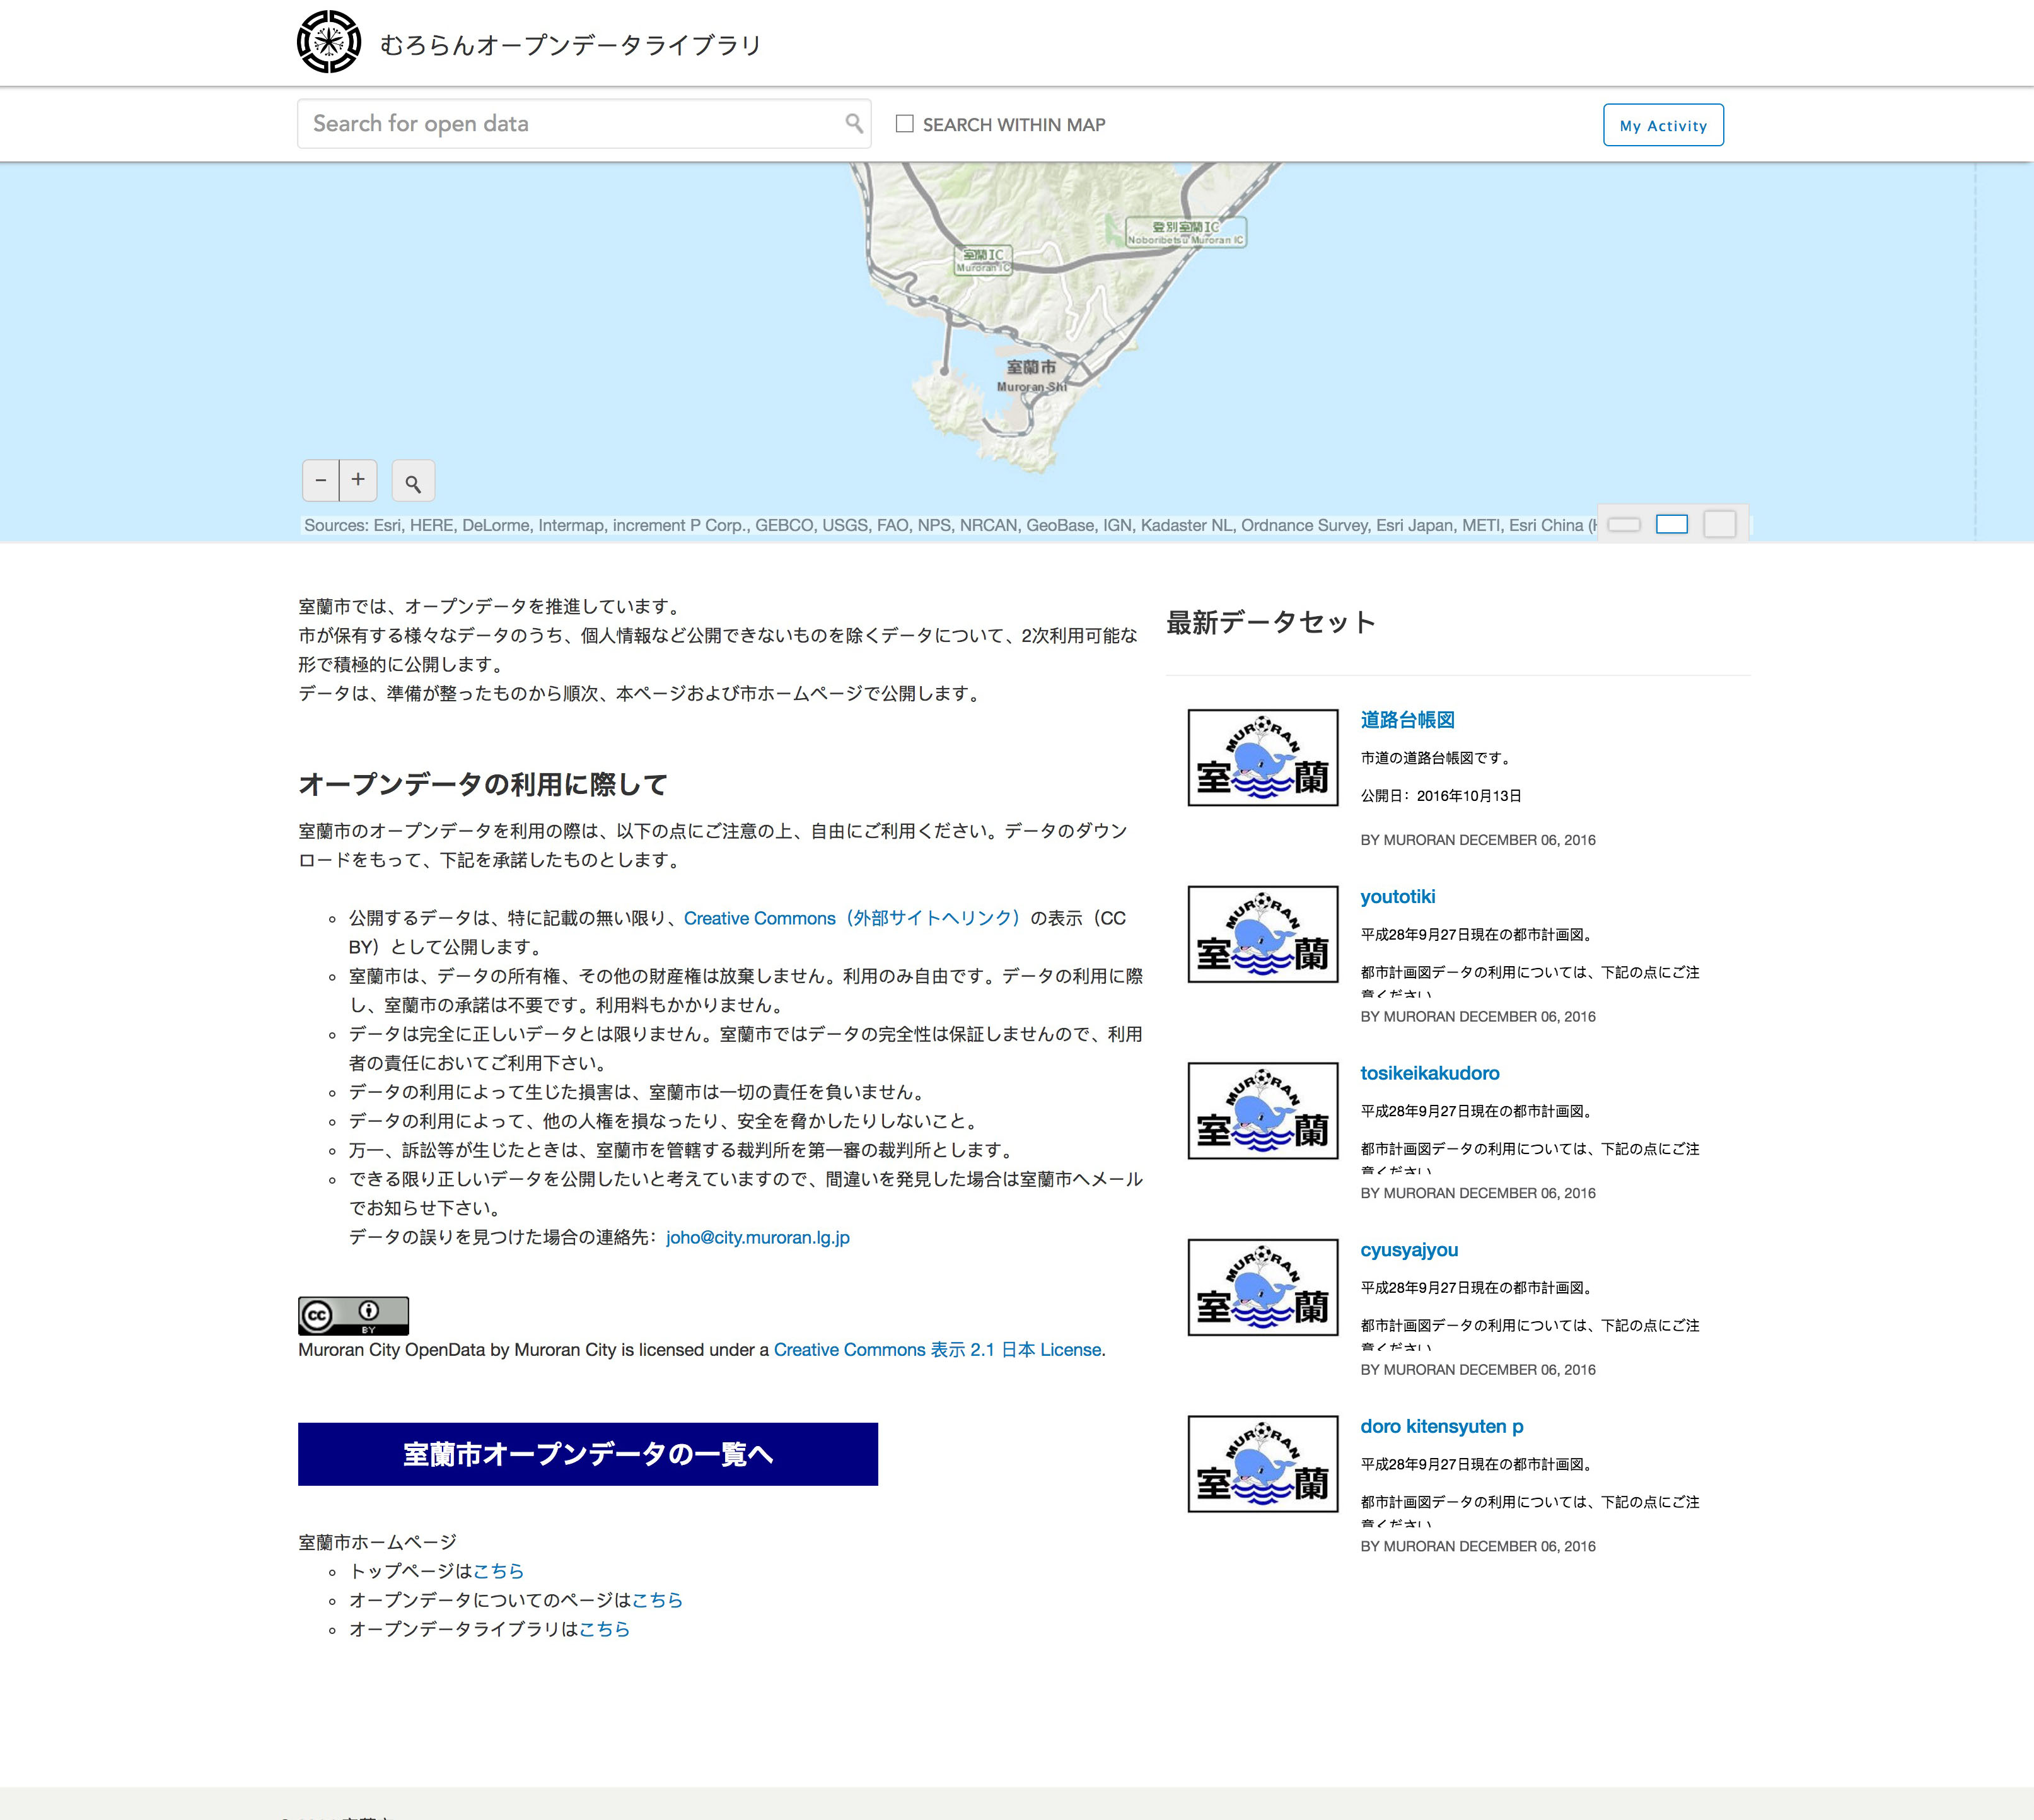 むろらんオープンデータライブラリ
Search for open data
SEARCH WITHIN MAP
My Activity
登別室蘭IC
Noboribetsu Muroran IC
室蘭IC
Muroran IC
室蘭市
Muroran-Shi
− +
Sources: Esri, HERE, DeLorme, Intermap, increment P Corp., GEBCO, USGS, FAO, NPS, NRCAN, GeoBase, IGN, Kadaster NL, Ordnance Survey, Esri Japan, METI, Esri China (
室蘭市では、オープンデータを推進しています。
市が保有する様々なデータのうち、個人情報など公開できないものを除くデータについて、2次利用可能な
形で積極的に公開します。
データは、準備が整ったものから順次、本ページおよび市ホームページで公開します。
オープンデータの利用に際して
室蘭市のオープンデータを利用の際は、以下の点にご注意の上、自由にご利用ください。データのダウン
ロードをもって、下記を承諾したものとします。
公開するデータは、特に記載の無い限り、Creative Commons（外部サイトへリンク）の表示（CC
BY）として公開します。
室蘭市は、データの所有権、その他の財産権は放棄しません。利用のみ自由です。データの利用に際
し、室蘭市の承諾は不要です。利用料もかかりません。
データは完全に正しいデータとは限りません。室蘭市ではデータの完全性は保証しませんので、利用
者の責任においてご利用下さい。
データの利用によって生じた損害は、室蘭市は一切の責任を負いません。
データの利用によって、他の人権を損なったり、安全を脅かしたりしないこと。
万一、訴訟等が生じたときは、室蘭市を管轄する裁判所を第一審の裁判所とします。
できる限り正しいデータを公開したいと考えていますので、間違いを発見した場合は室蘭市へメール
でお知らせ下さい。
データの誤りを見つけた場合の連絡先：joho@city.muroran.lg.jp
cc BY
Muroran City OpenData by Muroran City is licensed under a Creative Commons 表示 2.1 日本 License.
室蘭市オープンデータの一覧へ
室蘭市ホームページ
トップページはこちら
オープンデータについてのページはこちら
オープンデータライブラリはこちら
最新データセット
MURORAN
室蘭
道路台帳図
市道の道路台帳図です。
公開日：2016年10月13日
BY MURORAN DECEMBER 06, 2016
MURORAN
室蘭
youtotiki
平成28年9月27日現在の都市計画図。
都市計画図データの利用については、下記の点にご注
意ください
BY MURORAN DECEMBER 06, 2016
MURORAN
室蘭
tosikeikakudoro
平成28年9月27日現在の都市計画図。
都市計画図データの利用については、下記の点にご注
意ください
BY MURORAN DECEMBER 06, 2016
MURORAN
室蘭
cyusyajyou
平成28年9月27日現在の都市計画図。
都市計画図データの利用については、下記の点にご注
意ください
BY MURORAN DECEMBER 06, 2016
MURORAN
室蘭
doro kitensyuten p
平成28年9月27日現在の都市計画図。
都市計画図データの利用については、下記の点にご注
意ください
BY MURORAN DECEMBER 06, 2016